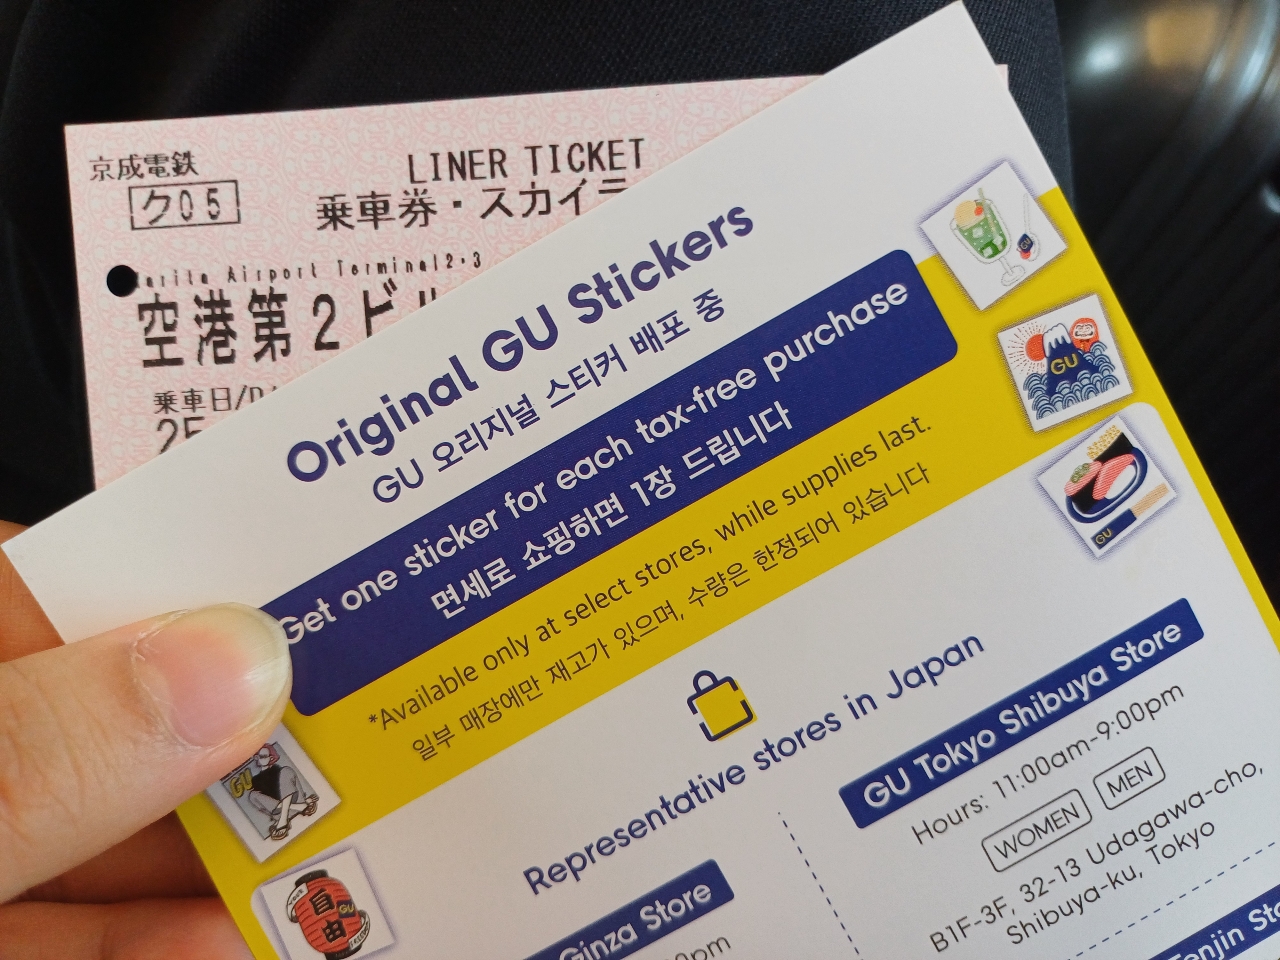 京成電鉄
ク05
LINER TICKET
乗車券・スカイラ
Narita Airport Terminal2・3
空港第2ビル
乗車日/D
Original GU Stickers
GU 오리지널 스티커 배포 중
Get one sticker for each tax-free purchase
면세로 쇼핑하면 1장 드립니다
*Available only at select stores, while supplies last.
일부 매장에만 재고가 있으며, 수량은 한정되어 있습니다
GU
GU
GU
GU
自由
GU
Representative stores in Japan
Ginza Store
0pm
GU Tokyo Shibuya Store
Hours: 11:00am-9:00pm
WOMEN
MEN
B1F-3F, 32-13 Udagawa-cho,
Shibuya-ku, Tokyo
Tenjin Sto